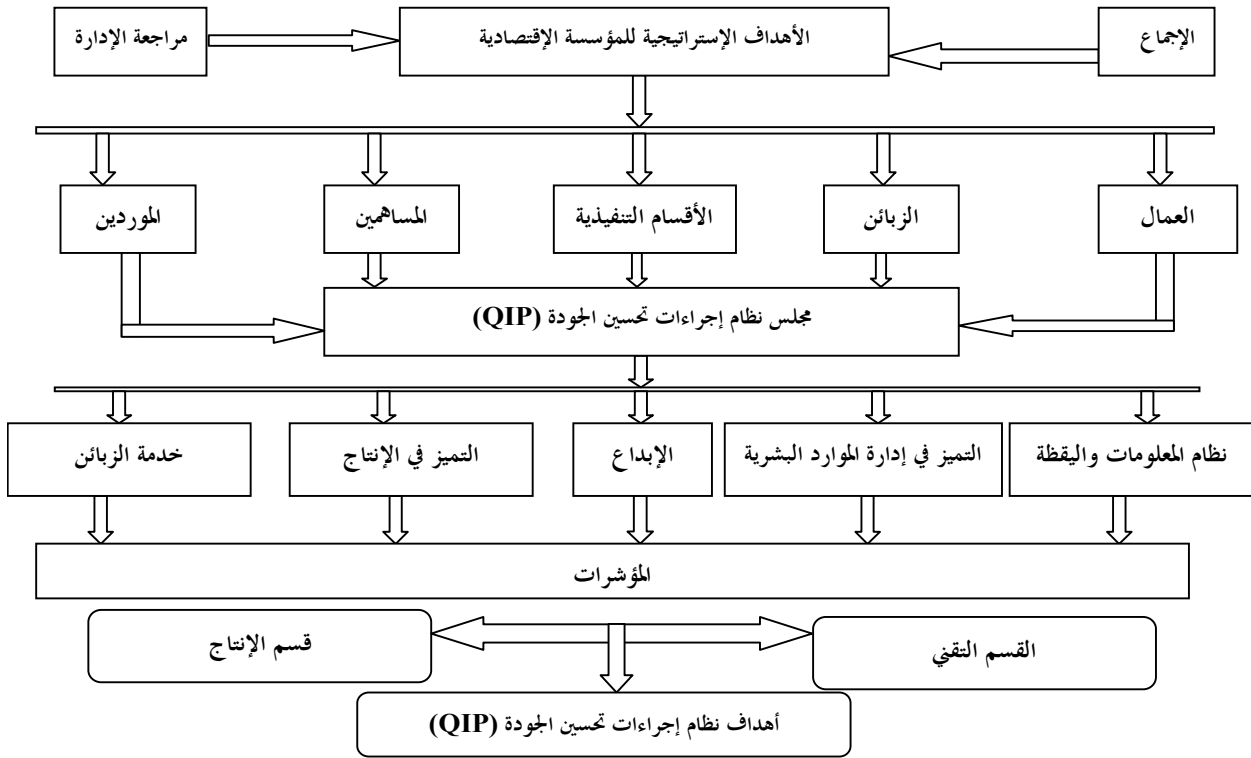 الإجماع
الأهداف الإستراتيجية للمؤسسة الإقتصادية
مراجعة الإدارة
العمال
الزبائن
الأقسام التنفيذية
المساهمين
الموردين
مجلس نظام إجراءات تحسين الجودة (QIP)
نظام المعلومات واليقظة
التميز في إدارة الموارد البشرية
الإبداع
التميز في الإنتاج
خدمة الزبائن
المؤشرات
القسم التقني
قسم الإنتاج
أهداف نظام إجراءات تحسين الجودة (QIP)